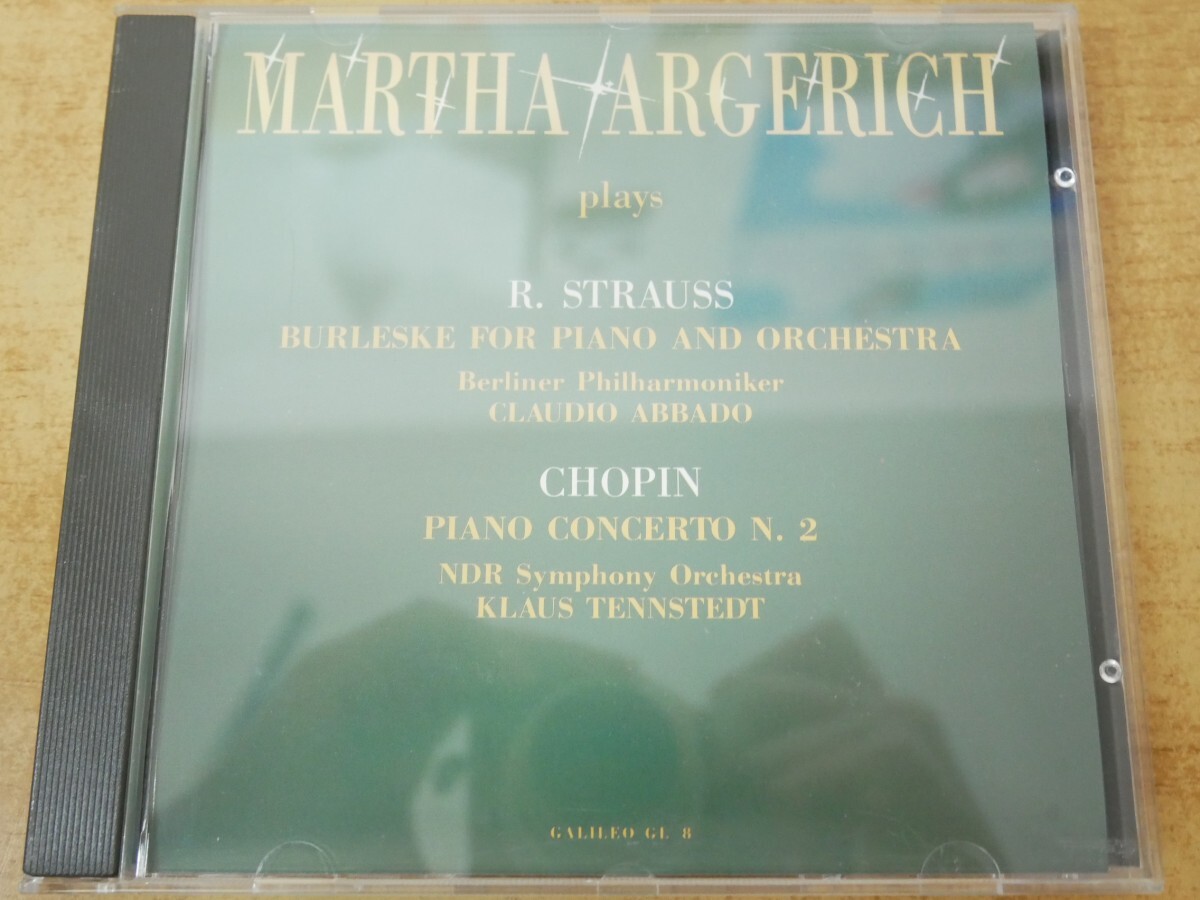 MARTHA ARGERICH
plays
R. STRAUSS
BURLESKE FOR PIANO AND ORCHESTRA
Berliner Philharmoniker
CLAUDIO ABBADO
CHOPIN
PIANO CONCERTO N. 2
NDR Symphony Orchestra
KLAUS TENNSTEDT
GALILEO GL 8